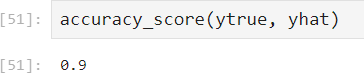 [51]: accuracy_score(ytrue, yhat)
[51]: 0.9